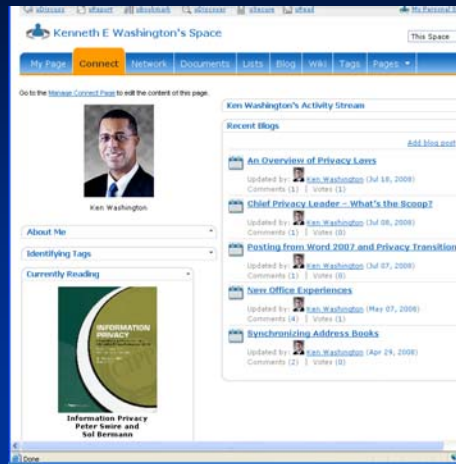 Kenneth E Washington's Space
This Space
My Page
Connect
Network
Documents
Lists
Blog
Wiki
Tags
Pages
Go to the Manage Connect Page to edit the content of this page.
Ken Washington
About Me
Identifying Tags
Currently Reading
INFORMATION
PRIVACY
Information Privacy
Peter Swire and
Sol Bermann
Ken Washington's Activity Stream
Recent Blogs
Add blog post
An Overview of Privacy Laws
Updated by: Ken Washington (Jul 18, 2008)
Comments (1) | Votes (1)
Chief Privacy Leader - What's the Scoop?
Updated by: Ken Washington (Jul 08, 2008)
Comments (1) | Votes (0)
Posting from Word 2007 and Privacy Transition
Updated by: Ken Washington (Jul 07, 2008)
Comments (1) | Votes (0)
New Office Experiences
Updated by: Ken Washington (May 07, 2008)
Comments (4) | Votes (1)
Synchronizing Address Books
Updated by: Ken Washington (Apr 29, 2008)
Comments (2) | Votes (0)
Done